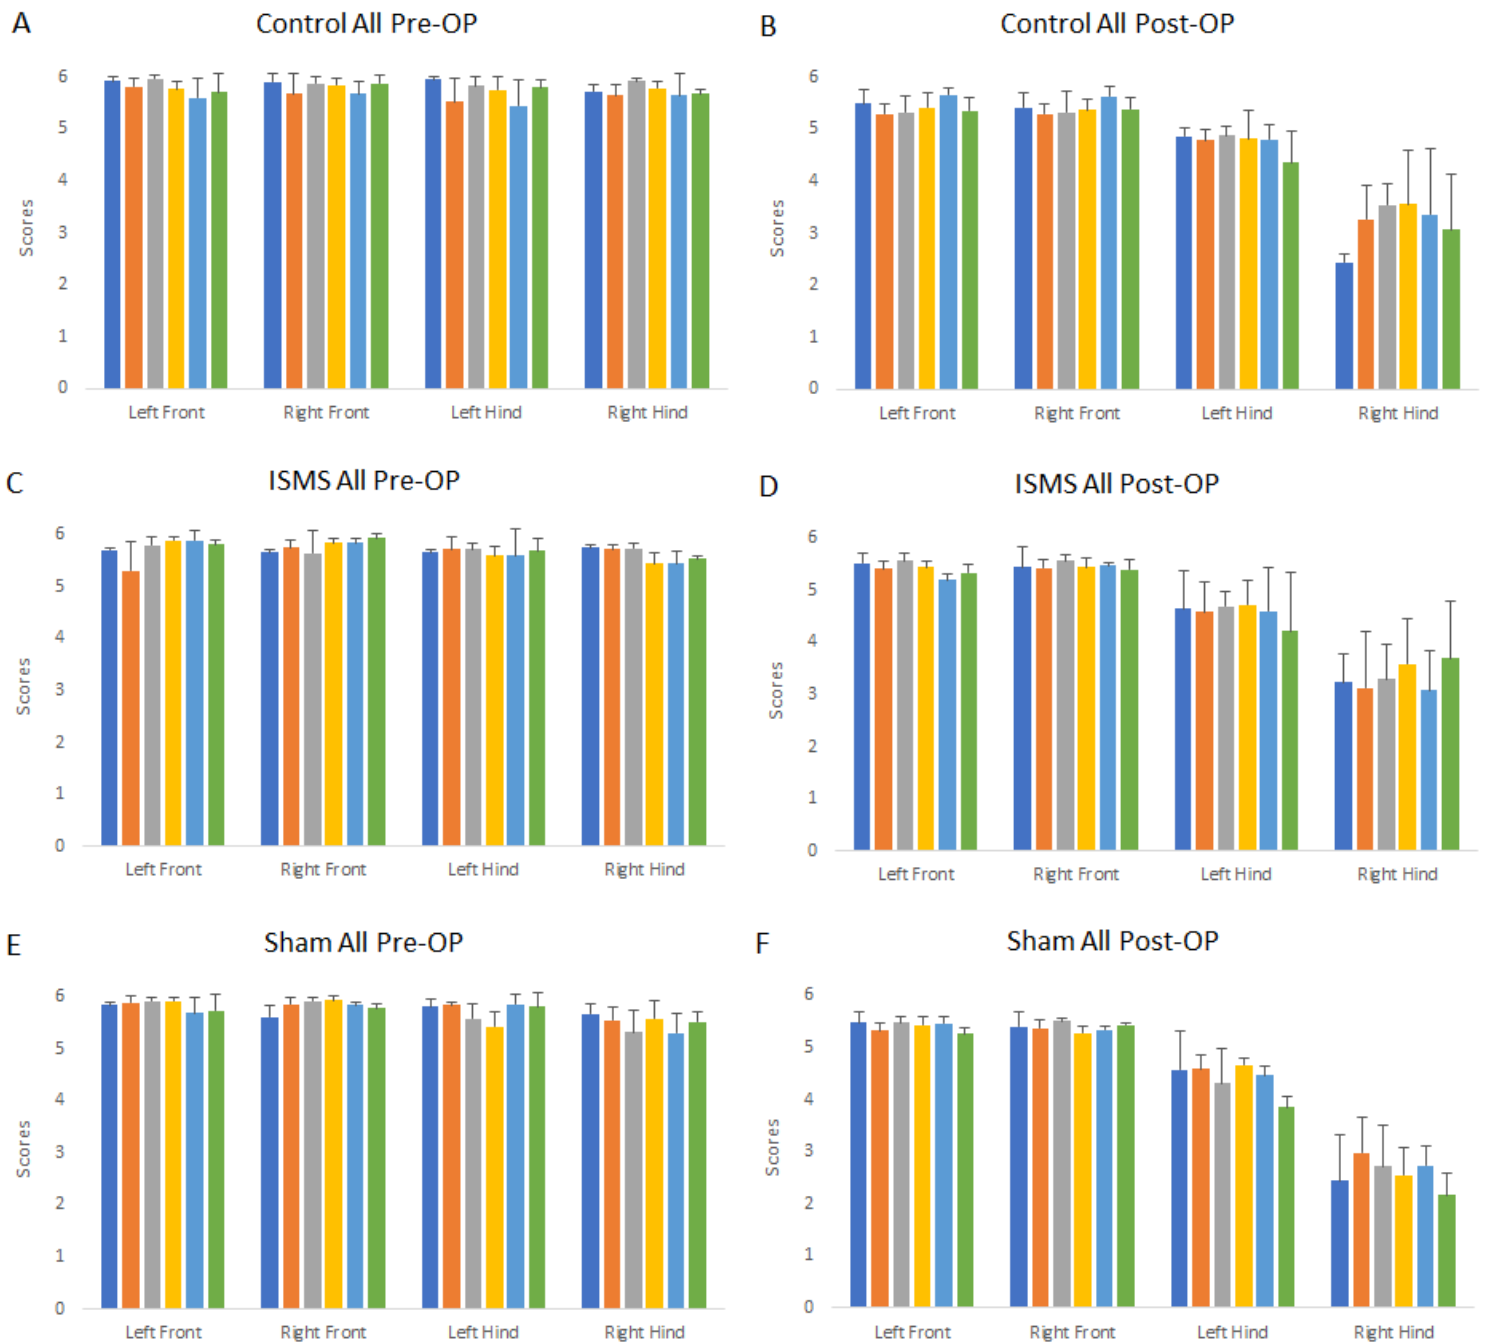 A
Control All Pre-OP
6
5
4
3
2
1
0
Scores
Left Front
Right Front
Left Hind
Right Hind
B
Control All Post-OP
6
5
4
3
2
1
0
Scores
Left Front
Right Front
Left Hind
Right Hind
C
ISMS All Pre-OP
6
5
4
3
2
1
0
Scores
Left Front
Right Front
Left Hind
Right Hind
D
ISMS All Post-OP
6
5
4
3
2
1
0
Scores
Left Front
Right Front
Left Hind
Right Hind
E
Sham All Pre-OP
6
5
4
3
2
1
0
Scores
Left Front
Right Front
Left Hind
Right Hind
F
Sham All Post-OP
6
5
4
3
2
1
0
Scores
Left Front
Right Front
Left Hind
Right Hind